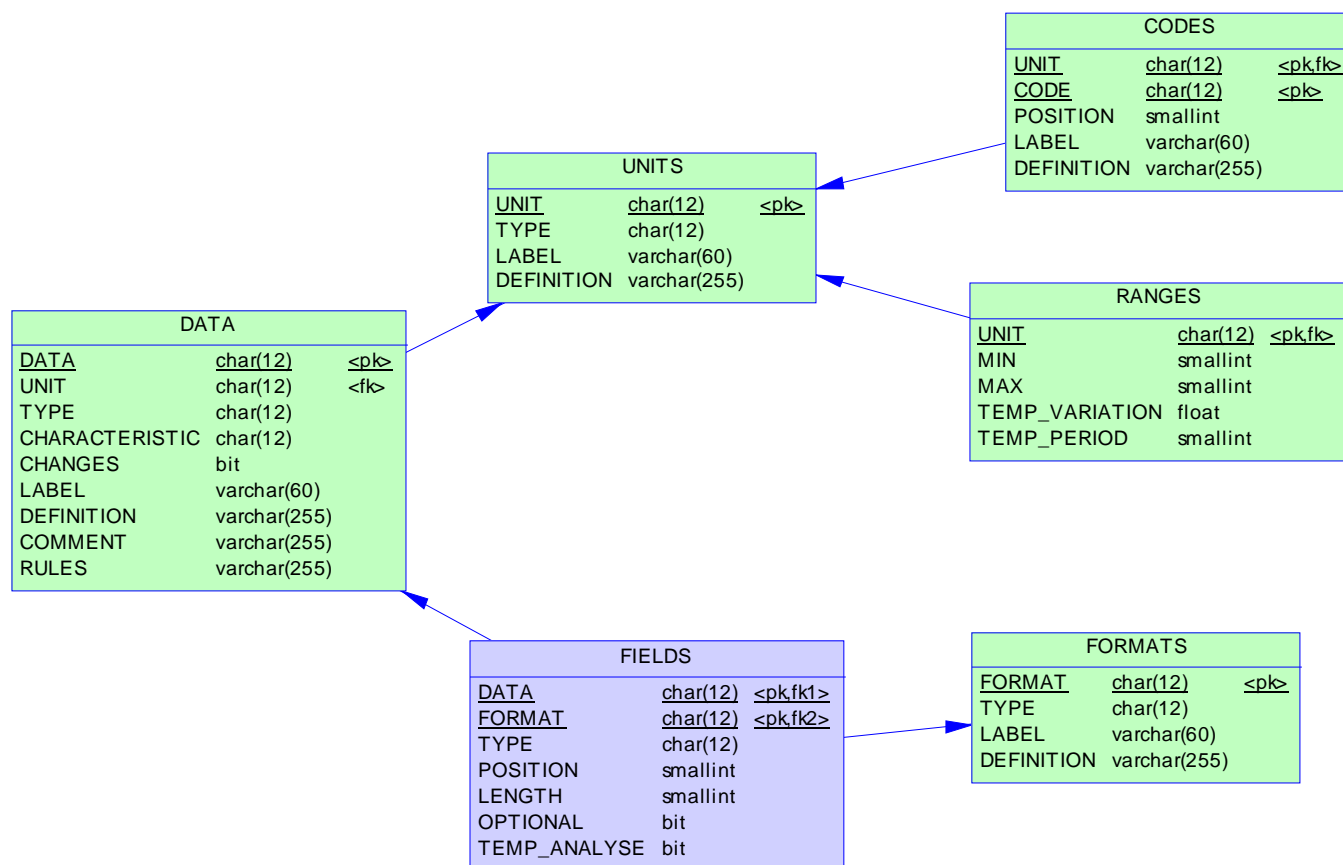 CODES
UNIT char(12) <pk,fk>
CODE char(12) <pk>
POSITION smallint
LABEL varchar(60)
DEFINITION varchar(255)
UNITS
UNIT char(12) <pk>
TYPE char(12)
LABEL varchar(60)
DEFINITION varchar(255)
RANGES
UNIT char(12) <pk,fk>
MIN smallint
MAX smallint
TEMP_VARIATION float
TEMP_PERIOD smallint
DATA
DATA char(12) <pk>
UNIT char(12) <fk>
TYPE char(12)
CHARACTERISTIC char(12)
CHANGES bit
LABEL varchar(60)
DEFINITION varchar(255)
COMMENT varchar(255)
RULES varchar(255)
FIELDS
DATA char(12) <pk,fk1>
FORMAT char(12) <pk,fk2>
TYPE char(12)
POSITION smallint
LENGTH smallint
OPTIONAL bit
TEMP_ANALYSE bit
FORMATS
FORMAT char(12) <pk>
TYPE char(12)
LABEL varchar(60)
DEFINITION varchar(255)